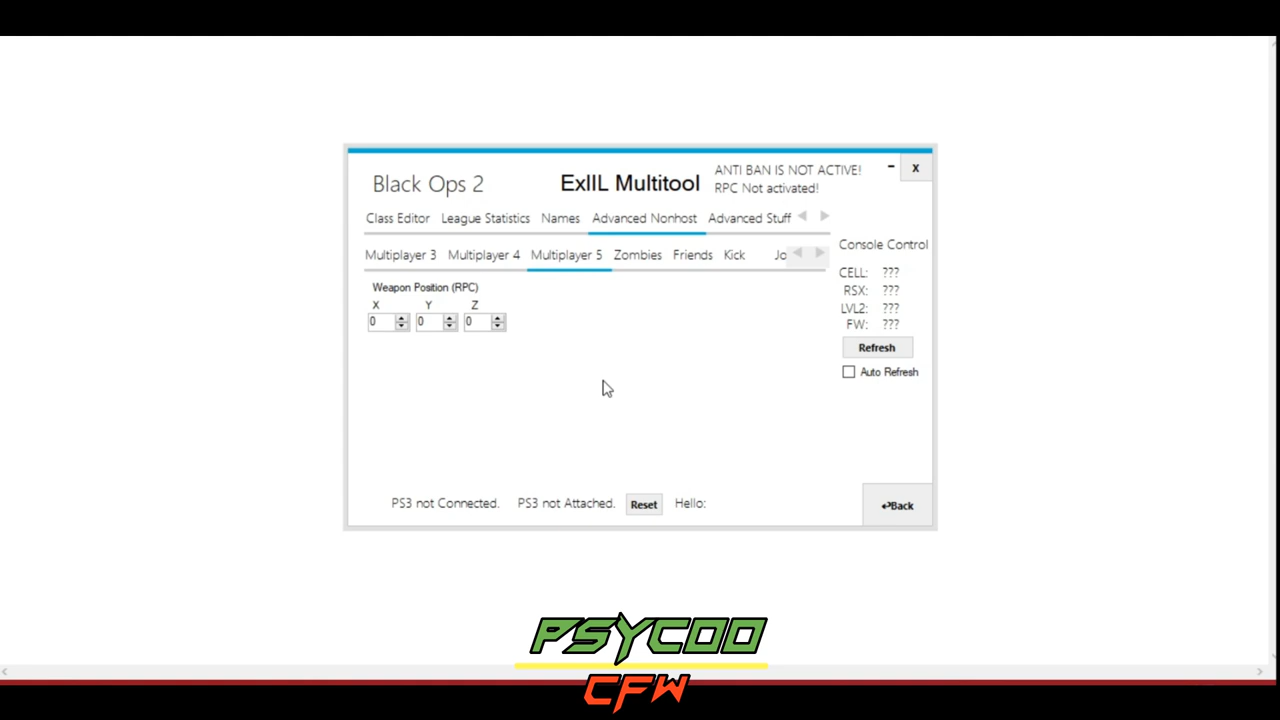 Black Ops 2
ExIIL Multitool
ANTI BAN IS NOT ACTIVE!
RPC Not activated!
- X
Class Editor League Statistics Names Advanced Nonhost Advanced Stuff
Multiplayer 3 Multiplayer 4 Multiplayer 5 Zombies Friends Kick Jo
Console Control
Weapon Position (RPC)
X Y Z
0 0 0
CELL: ???
RSX: ???
LVL2: ???
FW: ???
Refresh
Auto Refresh
PS3 not Connected. PS3 not Attached. Reset Hello:
↵Back
PSYCOO
CFW